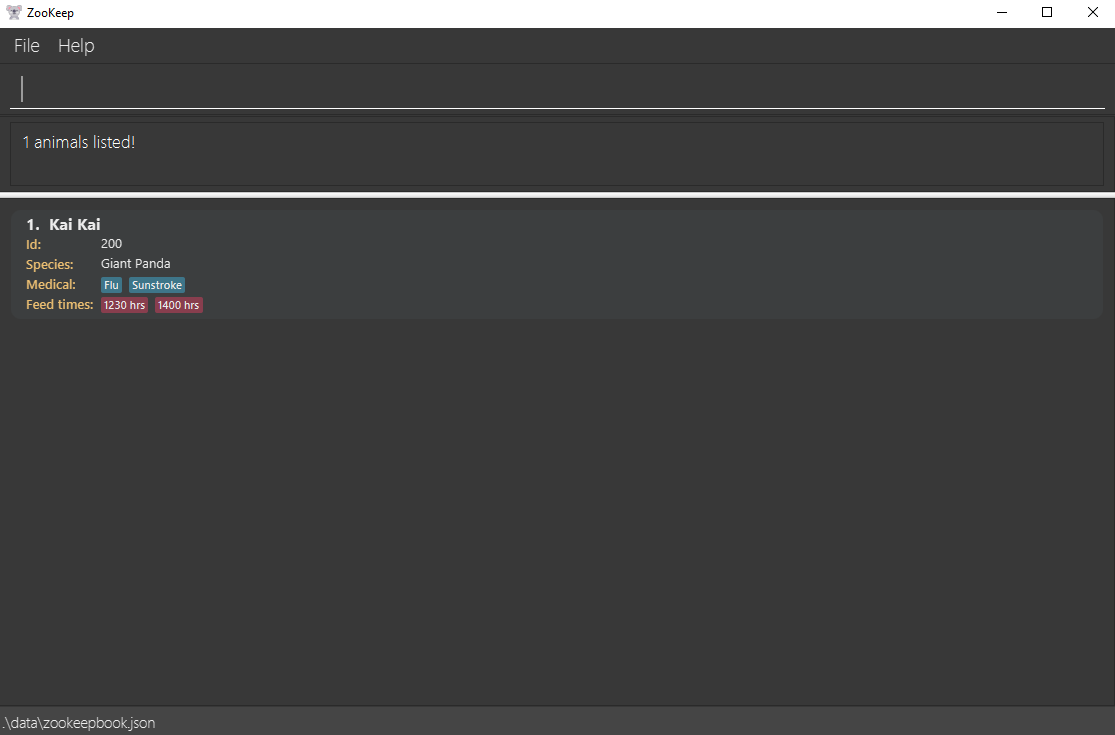 ZooKeep
File Help
1 animals listed!
1. Kai Kai
Id: 200
Species: Giant Panda
Medical: Flu Sunstroke
Feed times: 1230 hrs 1400 hrs
.\data\zookeepbook.json